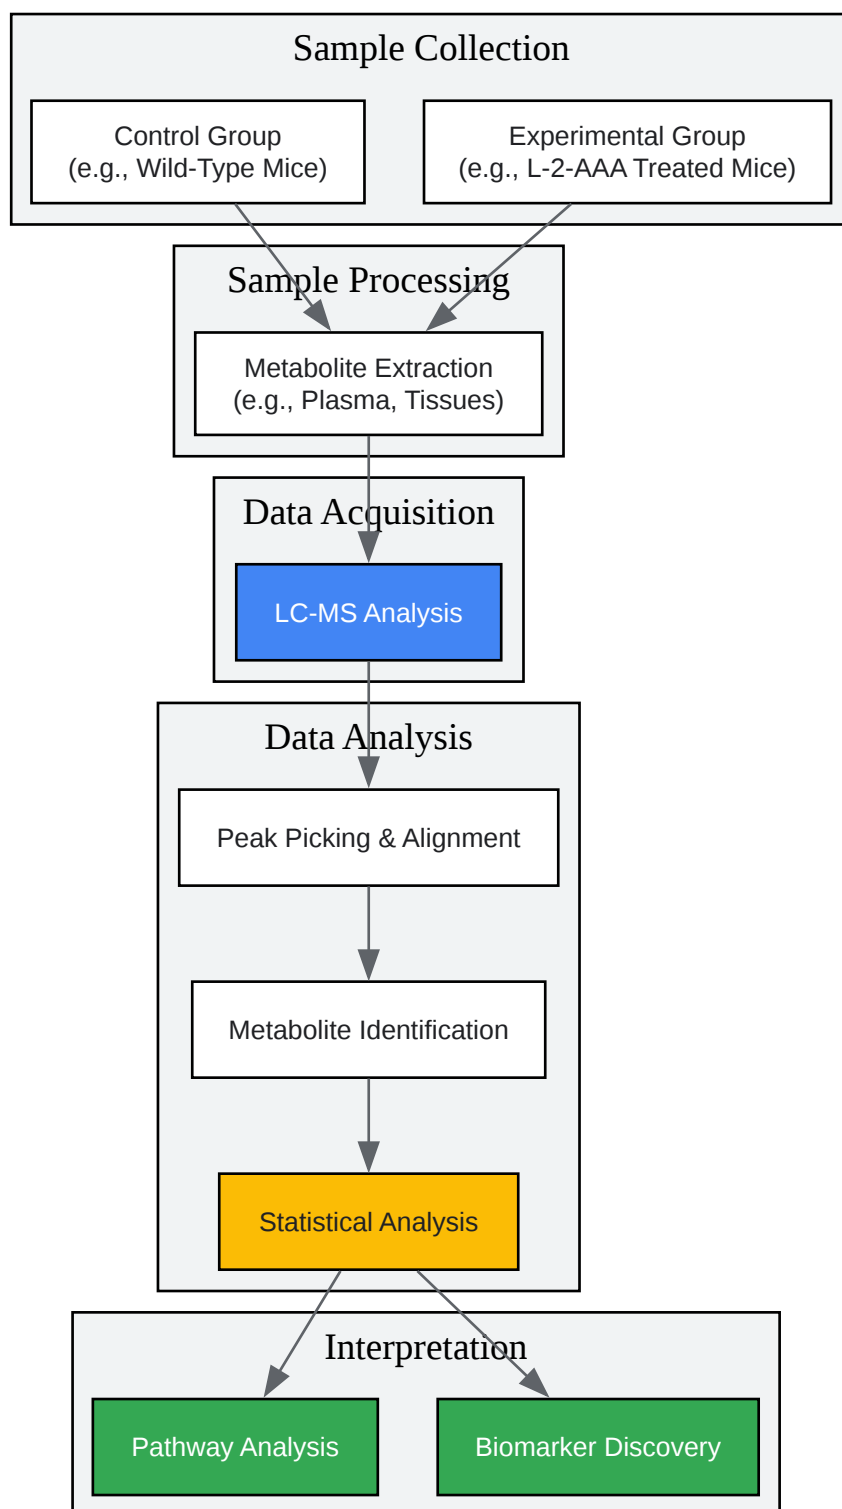 Sample Collection
Control Group
(e.g., Wild-Type Mice)
Experimental Group
(e.g., L-2-AAA Treated Mice)
Sample Processing
Metabolite Extraction
(e.g., Plasma, Tissues)
Data Acquisition
LC-MS Analysis
Data Analysis
Peak Picking & Alignment
Metabolite Identification
Statistical Analysis
Interpretation
Pathway Analysis
Biomarker Discovery